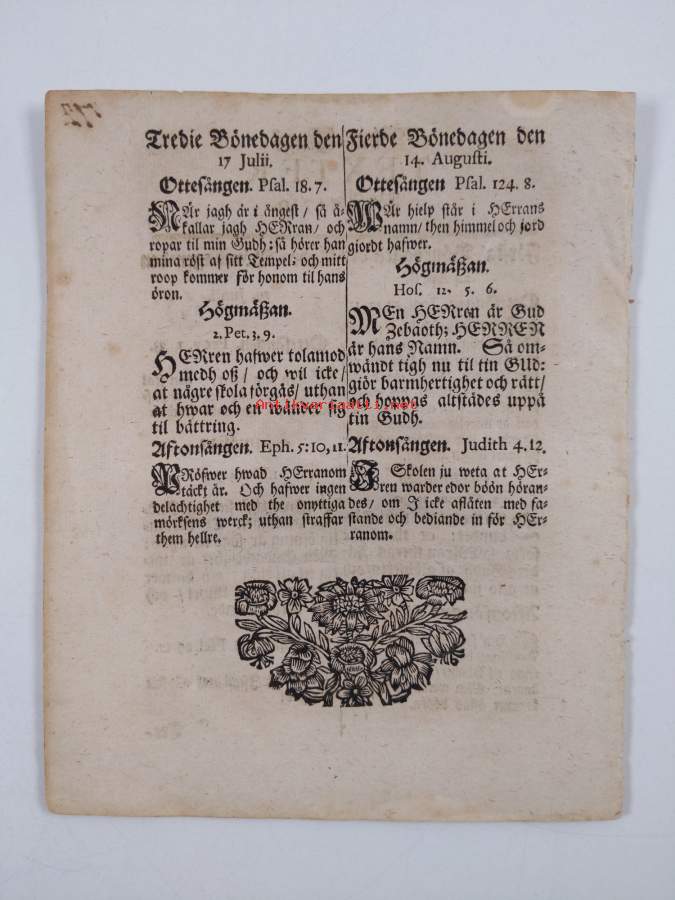 Tredie Bönedagen den
17 Julii.
Ottesången. Psal. 18. 7.
NÄr jagh är i ångest / så å-
kallar jagh HERran / och
ropar til min Gudh: så hörer han
mina röst af sitt Tempel; och mitt
roop kommer för honom til hans
öron.
Högmäßan.
2. Pet. 3. 9.
HERren hafwer tolamod
medh oß / och wil icke /
at någre skola förgås / uthan
at hwar och en wänder sig
til bättring.
Aftonsången. Eph. 5: 10, 11.
PRöfwer hwad HErranom
täckt är. Och hafwer ingen
delachtighet med the onyttiga
mörksens werck; uthan straffar
them hellre.
Fierde Bönedagen den
14. Augusti.
Ottesången Psal. 124. 8.
WÅr hielp står i HErrans
namn / then himmel och jord
giordt hafwer.
Högmäßan.
Hos. 12. 5. 6.
MEn HERren är Gud
Zebaoth; HERREN
är hans Namn. Så om-
wändt tigh nu til tin GUd:
giör barmhertighet och rätt /
och hoppas altstädes uppå
tin Gudh.
Aftonsången. Judith 4. 12.
I Skolen ju weta at HEr-
ren warder edor böön höran-
des / om I icke aflåten med fa-
stande och bediande in för HEr-
ranom.
Antikvariaatti.net